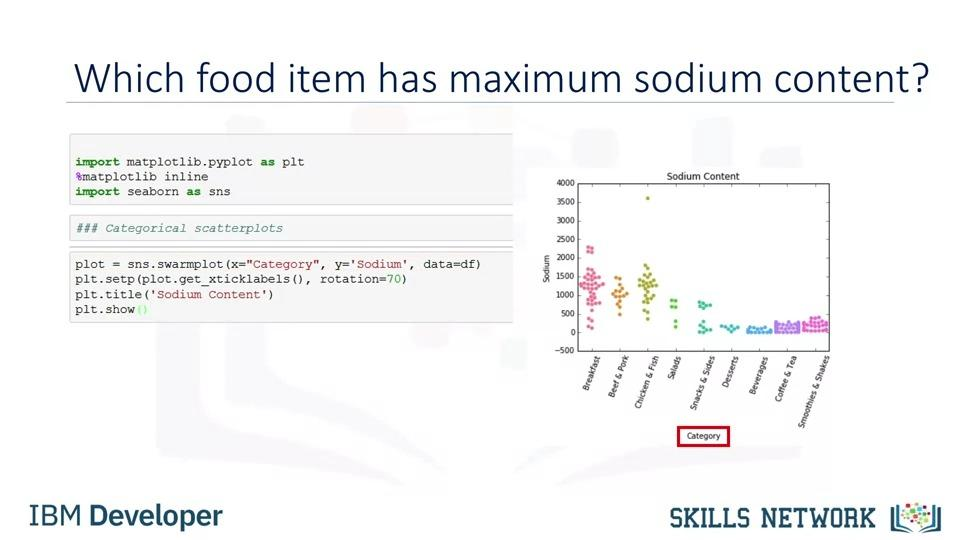 Which food item has maximum sodium content?
import matplotlib.pyplot as plt
%matplotlib inline
import seaborn as sns
### Categorical scatterplots
plot = sns.swarmplot(x="Category", y='Sodium', data=df)
plt.setp(plot.get_xticklabels(), rotation=70)
plt.title('Sodium Content')
plt.show()
Sodium Content
4000
3500
3000
2500
2000
1500
1000
500
0
−500
Sodium
Breakfast
Beef & Pork
Chicken & Fish
Salads
Snacks & Sides
Desserts
Beverages
Coffee & Tea
Smoothies & Shakes
Category
IBM Developer
SKILLS NETWORK